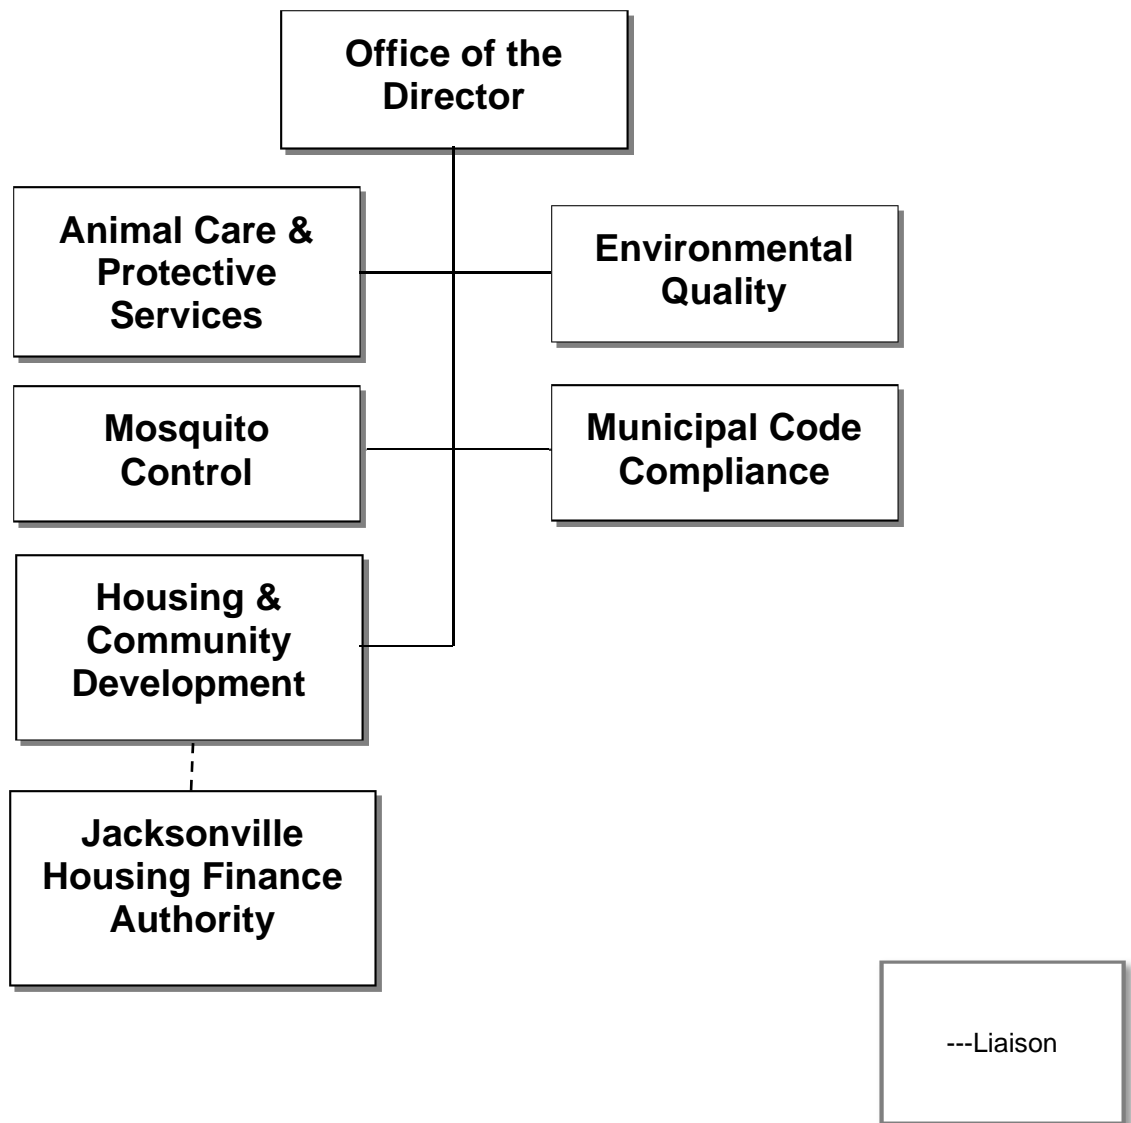 Office of the
Director
Animal Care &
Protective
Services
Environmental
Quality
Mosquito
Control
Municipal Code
Compliance
Housing &
Community
Development
Jacksonville
Housing Finance
Authority
---Liaison